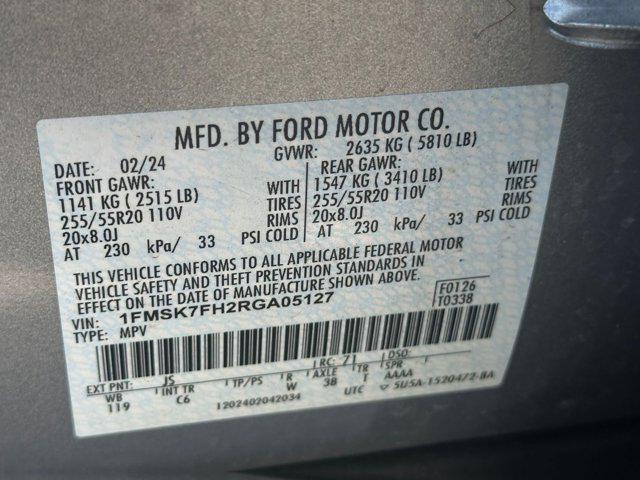 MFD. BY FORD MOTOR CO.
DATE: 02/24 GVWR: 2635 KG ( 5810 LB)
FRONT GAWR: REAR GAWR:
1141 KG ( 2515 LB) WITH 1547 KG ( 3410 LB) WITH
255/55R20 110V TIRES 255/55R20 110V TIRES
20x8.0J RIMS 20x8.0J RIMS
AT 230 kPa/ 33 PSI COLD AT 230 kPa/ 33 PSI COLD
THIS VEHICLE CONFORMS TO ALL APPLICABLE FEDERAL MOTOR
VEHICLE SAFETY AND THEFT PREVENTION STANDARDS IN
EFFECT ON THE DATE OF MANUFACTURE SHOWN ABOVE.
VIN: 1FMSK7FH2RGA05127 F0126
TYPE: MPV T0338
EXT PNT: JS RC: 71 DSO:
WB INT TR TP/PS R AXLE TR SPR
119 C6 W 38 T AAAA
1202402042034 UTC 5U5A-1520472-BA